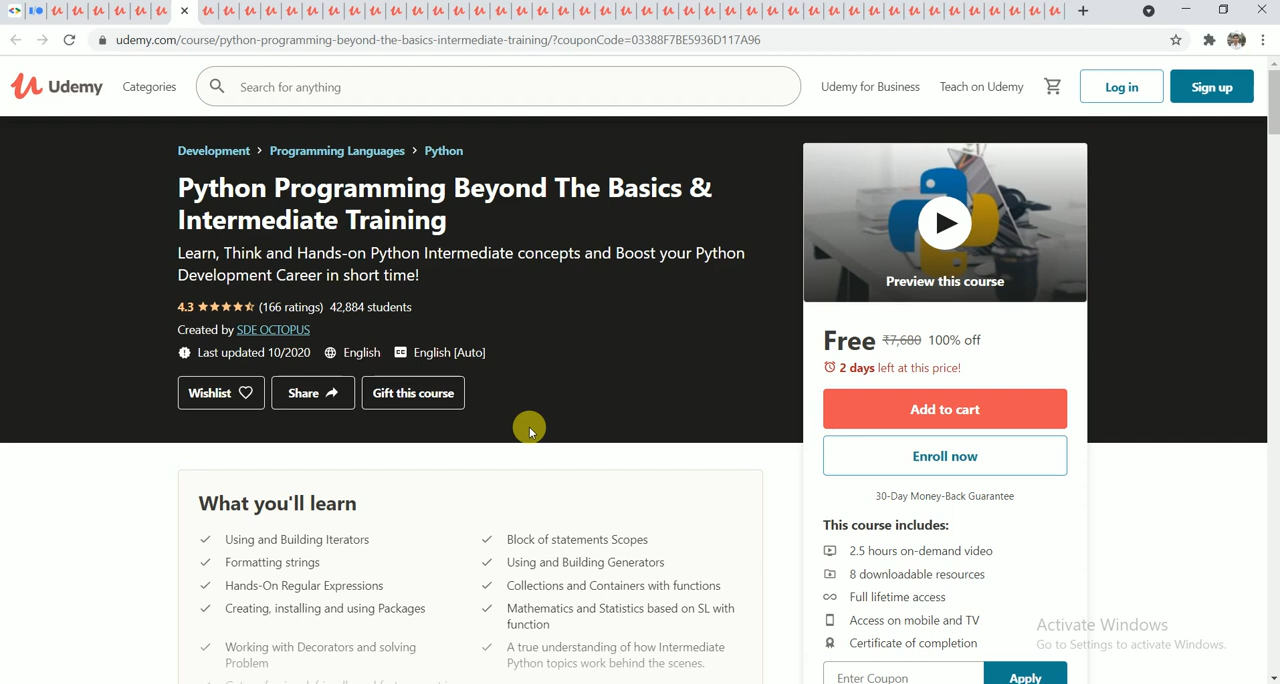 udemy.com/course/python-programming-beyond-the-basics-intermediate-training/?couponCode=03388F7BE5936D117A96
Udemy
Categories
Search for anything
Udemy for Business
Teach on Udemy
Log in
Sign up
Development > Programming Languages > Python
Python Programming Beyond The Basics &
Intermediate Training
Learn, Think and Hands-on Python Intermediate concepts and Boost your Python
Development Career in short time!
4.3 (166 ratings) 42,884 students
Created by SDE OCTOPUS
Last updated 10/2020 English English [Auto]
Wishlist
Share
Gift this course
Preview this course
Free ₹7,680 100% off
2 days left at this price!
Add to cart
Enroll now
30-Day Money-Back Guarantee
This course includes:
2.5 hours on-demand video
8 downloadable resources
Full lifetime access
Access on mobile and TV
Certificate of completion
Enter Coupon
Apply
What you'll learn
Using and Building Iterators
Formatting strings
Hands-On Regular Expressions
Creating, installing and using Packages
Working with Decorators and solving
Problem
Block of statements Scopes
Using and Building Generators
Collections and Containers with functions
Mathematics and Statistics based on SL with
function
A true understanding of how Intermediate
Python topics work behind the scenes.
Activate Windows
Go to Settings to activate Windows.